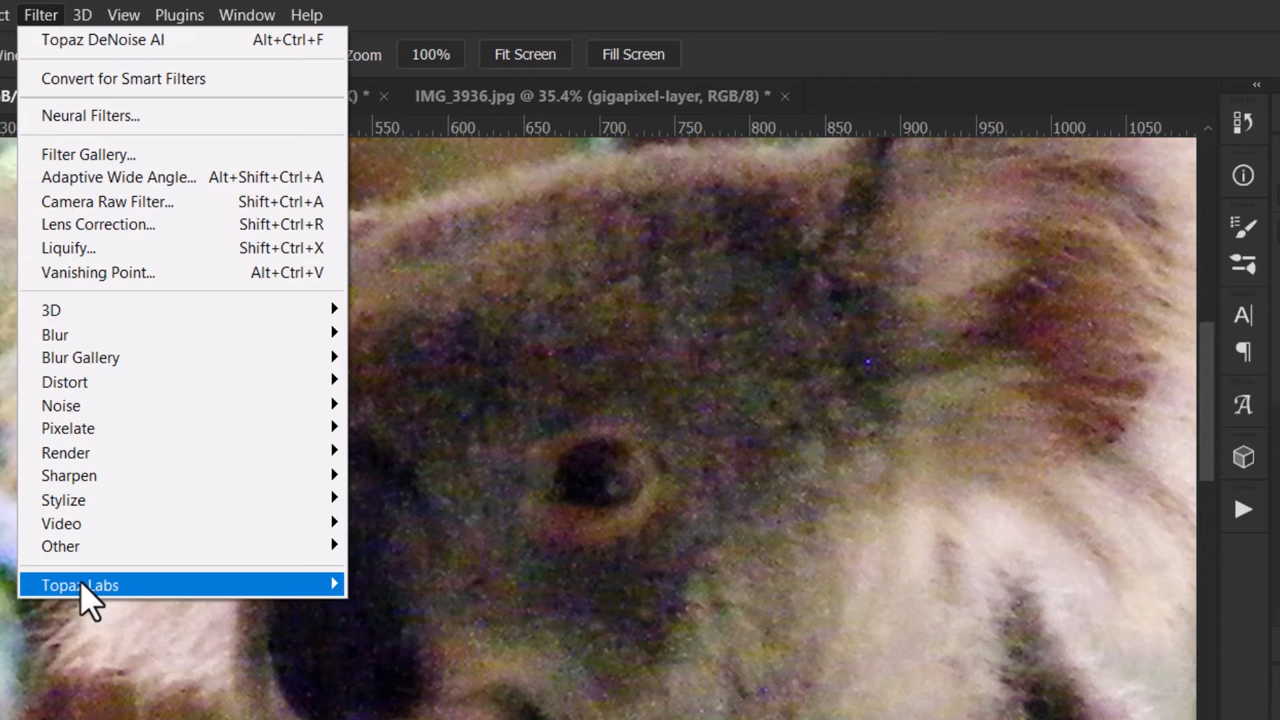 Filter 3D View Plugins Window Help
Topaz DeNoise AI Alt+Ctrl+F
Zoom 100% Fit Screen Fill Screen
Convert for Smart Filters
IMG_3936.jpg @ 35.4% (gigapixel-layer, RGB/8) *
Neural Filters...
550 600 650 700 750 800 850 900 950 1000 1050
Filter Gallery...
Adaptive Wide Angle... Alt+Shift+Ctrl+A
Camera Raw Filter... Shift+Ctrl+A
Lens Correction... Shift+Ctrl+R
Liquify... Shift+Ctrl+X
Vanishing Point... Alt+Ctrl+V
3D
Blur
Blur Gallery
Distort
Noise
Pixelate
Render
Sharpen
Stylize
Video
Other
Topaz Labs